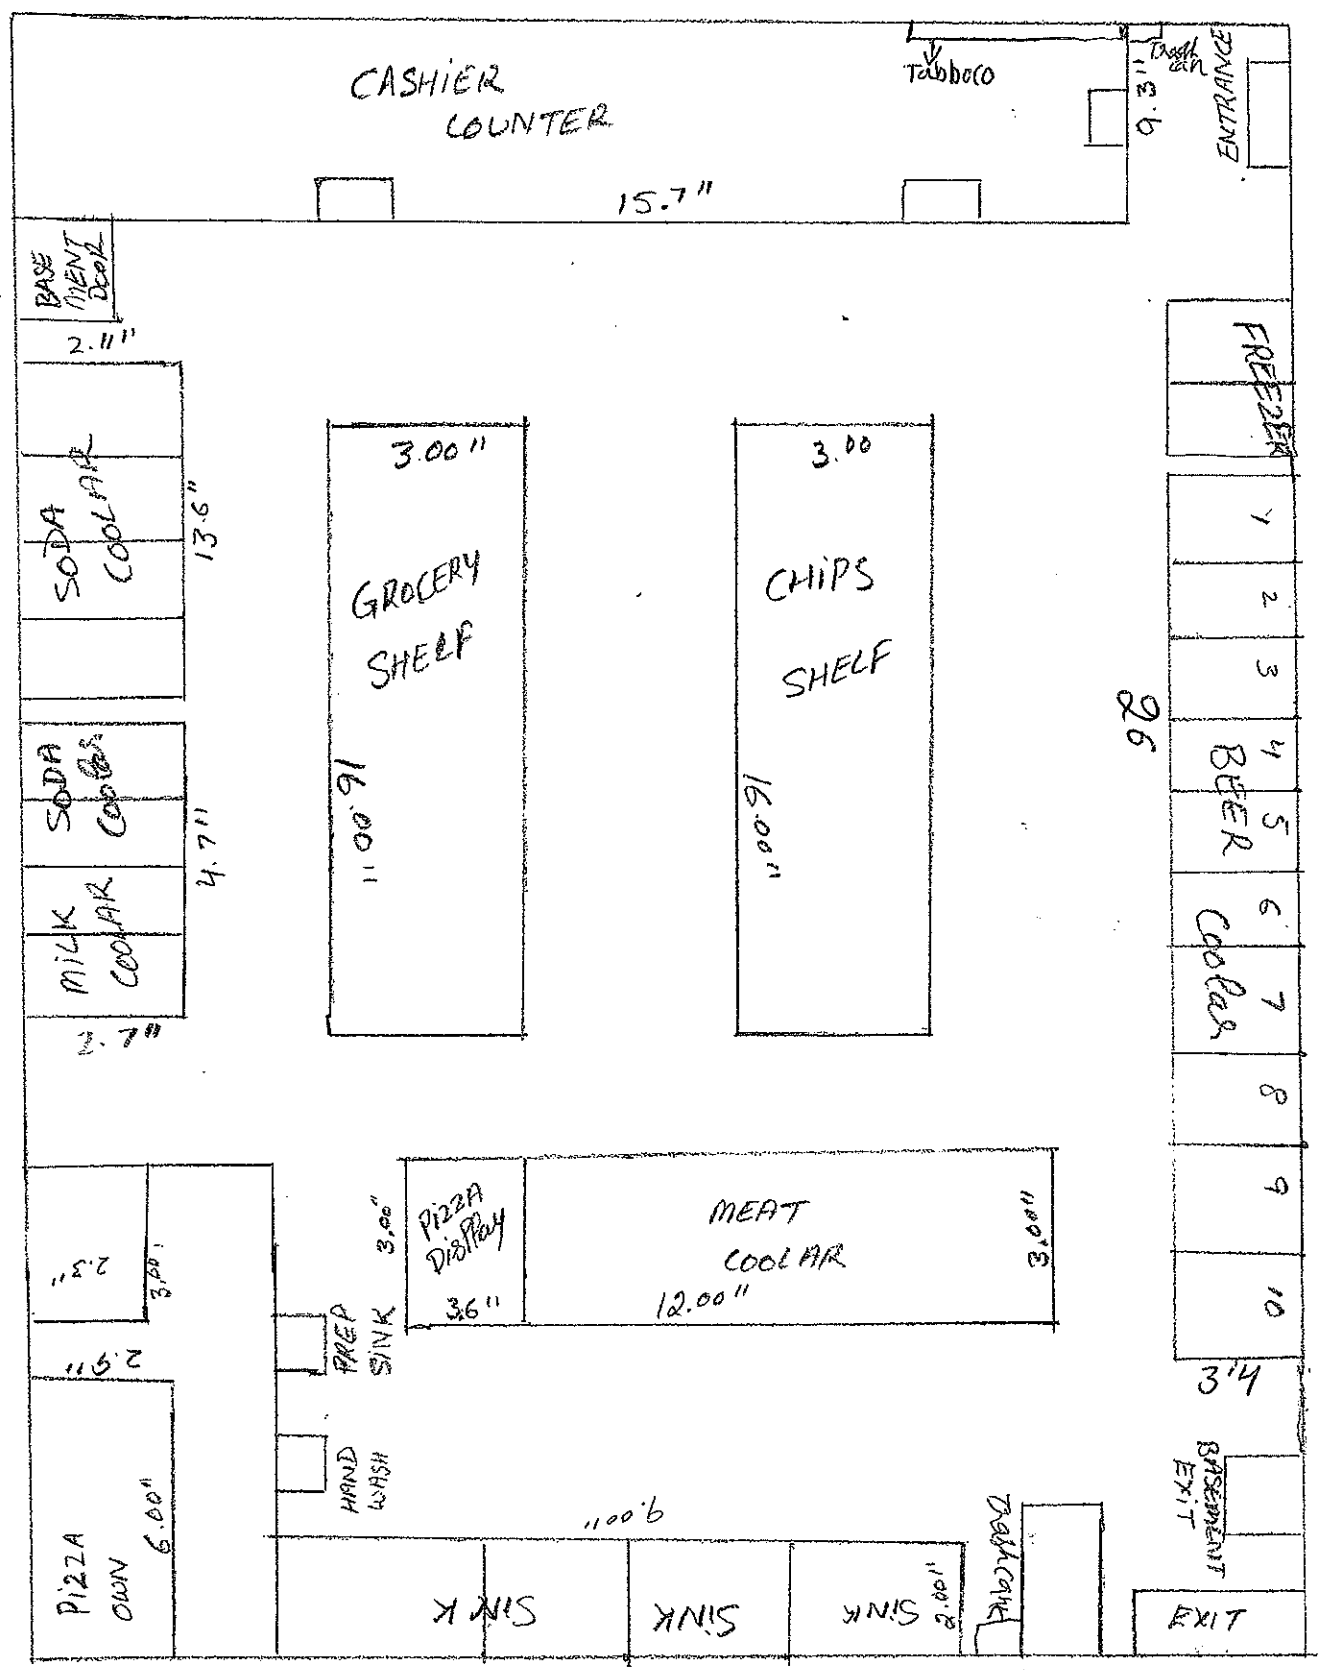 CASHIER
COUNTER
Tabboco
Trash
can
9.3"
ENTRANCE
15.7"
BASE
MENT
DOOR
2.11"
FREEZER
SODA
COOLAR
13.6"
3.00"
GROCERY
SHELF
16.00"
3.00
CHIPS
SHELF
16.00"
26
1
2
3
4
5
6
7
8
9
10
BEER
Coolar
3'4
SODA
Coolar
4.7"
MILK
COOLAR
2.7"
2.3"
3.00"
2.5"
PIZZA
OWN
6.00"
PREP
SINK
HAND
WASH
3.00"
PIZZA
DISPlay
3.6"
MEAT
COOLAR
12.00"
3.00"
9.00"
SINK
SINK
SINK
2.00"
BASEMENT
EXIT
EXIT